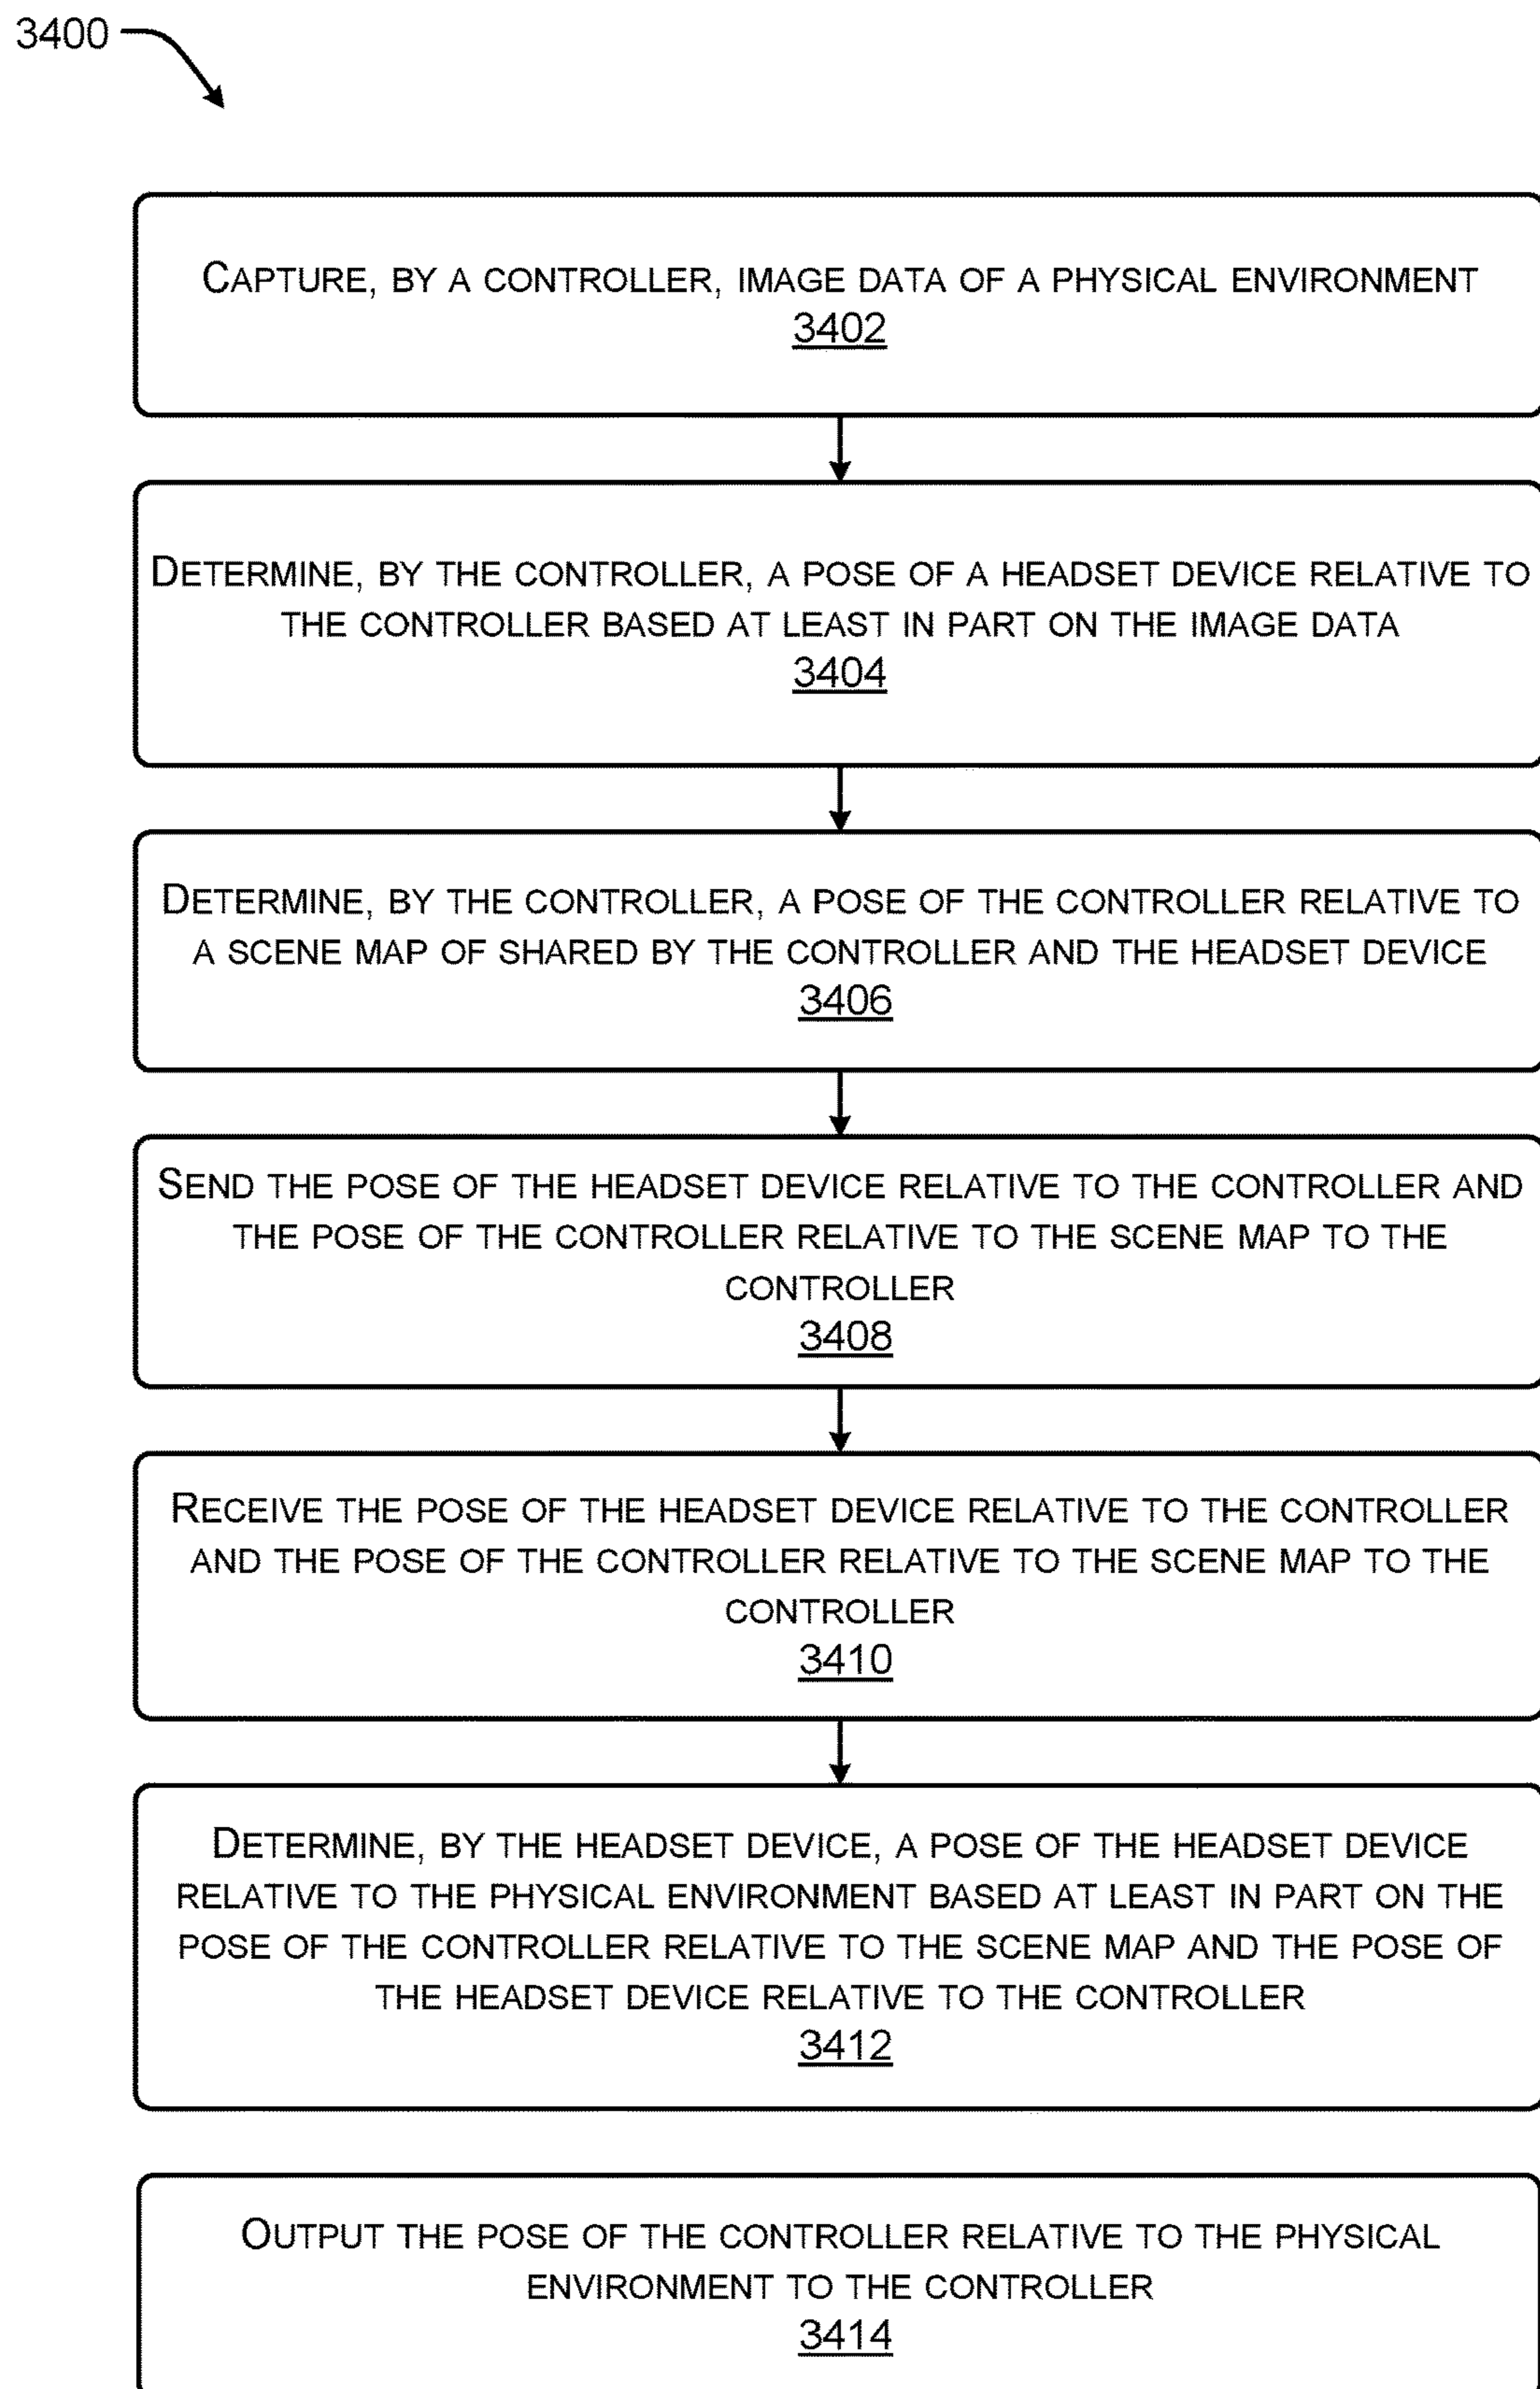 3400
CAPTURE, BY A CONTROLLER, IMAGE DATA OF A PHYSICAL ENVIRONMENT
3402
DETERMINE, BY THE CONTROLLER, A POSE OF A HEADSET DEVICE RELATIVE TO
THE CONTROLLER BASED AT LEAST IN PART ON THE IMAGE DATA
3404
DETERMINE, BY THE CONTROLLER, A POSE OF THE CONTROLLER RELATIVE TO
A SCENE MAP OF SHARED BY THE CONTROLLER AND THE HEADSET DEVICE
3406
SEND THE POSE OF THE HEADSET DEVICE RELATIVE TO THE CONTROLLER AND
THE POSE OF THE CONTROLLER RELATIVE TO THE SCENE MAP TO THE
CONTROLLER
3408
RECEIVE THE POSE OF THE HEADSET DEVICE RELATIVE TO THE CONTROLLER
AND THE POSE OF THE CONTROLLER RELATIVE TO THE SCENE MAP TO THE
CONTROLLER
3410
DETERMINE, BY THE HEADSET DEVICE, A POSE OF THE HEADSET DEVICE
RELATIVE TO THE PHYSICAL ENVIRONMENT BASED AT LEAST IN PART ON THE
POSE OF THE CONTROLLER RELATIVE TO THE SCENE MAP AND THE POSE OF
THE HEADSET DEVICE RELATIVE TO THE CONTROLLER
3412
OUTPUT THE POSE OF THE CONTROLLER RELATIVE TO THE PHYSICAL
ENVIRONMENT TO THE CONTROLLER
3414